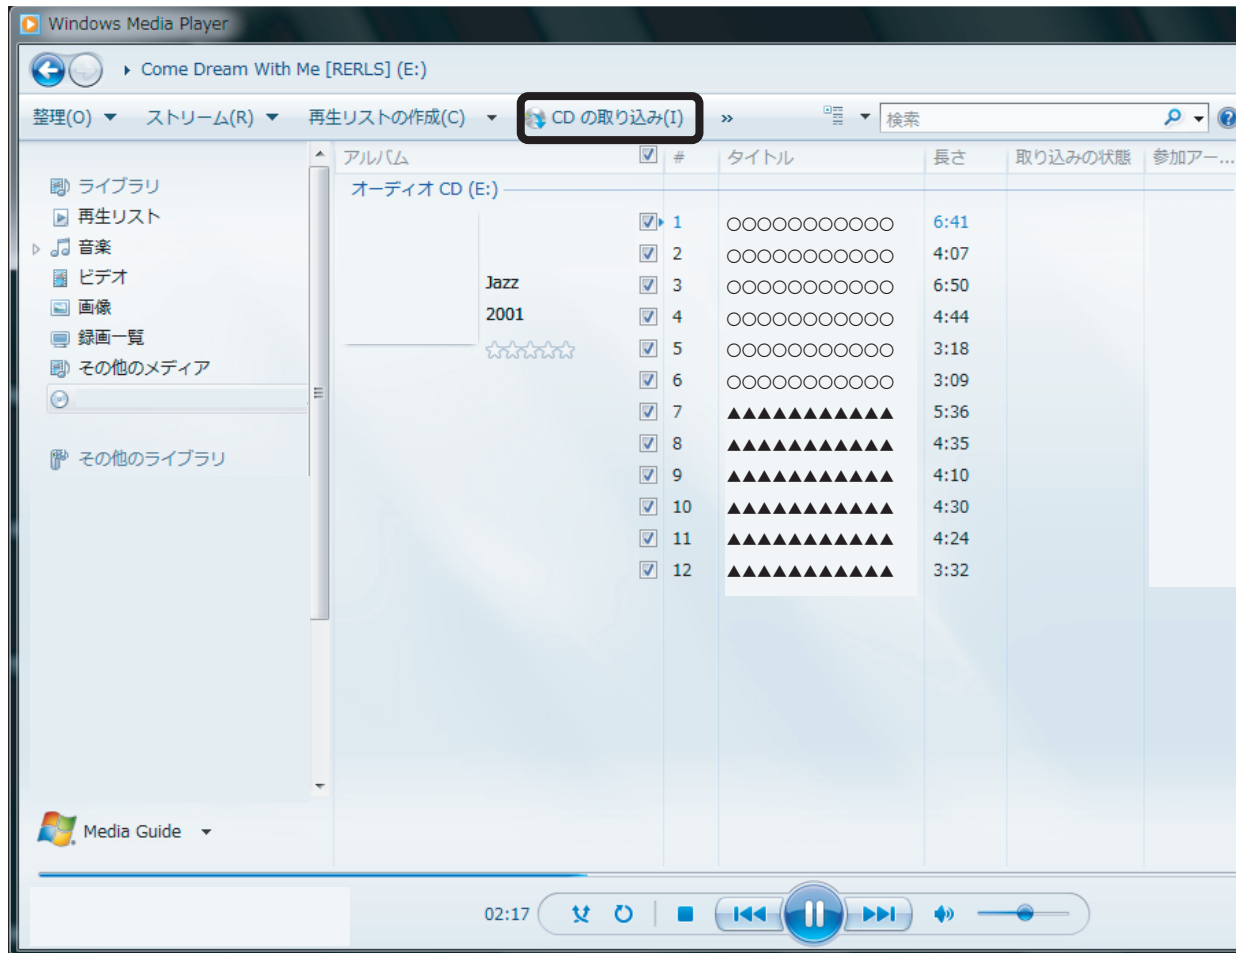 Windows Media Player
Come Dream With Me [RERLS] (E:)
整理(O) ストリーム(R) 再生リストの作成(C) CD の取り込み(I) » 検索
アルバム # タイトル 長さ 取り込みの状態 参加アー...
オーディオ CD (E:)
ライブラリ
再生リスト
音楽
ビデオ
画像
録画一覧
その他のメディア
その他のライブラリ
Jazz
2001
1 ○○○○○○○○○○○ 6:41
2 ○○○○○○○○○○○ 4:07
3 ○○○○○○○○○○○ 6:50
4 ○○○○○○○○○○○ 4:44
5 ○○○○○○○○○○○ 3:18
6 ○○○○○○○○○○○ 3:09
7 ▲▲▲▲▲▲▲▲▲▲▲ 5:36
8 ▲▲▲▲▲▲▲▲▲▲▲ 4:35
9 ▲▲▲▲▲▲▲▲▲▲▲ 4:10
10 ▲▲▲▲▲▲▲▲▲▲▲ 4:30
11 ▲▲▲▲▲▲▲▲▲▲▲ 4:24
12 ▲▲▲▲▲▲▲▲▲▲▲ 3:32
Media Guide
02:17